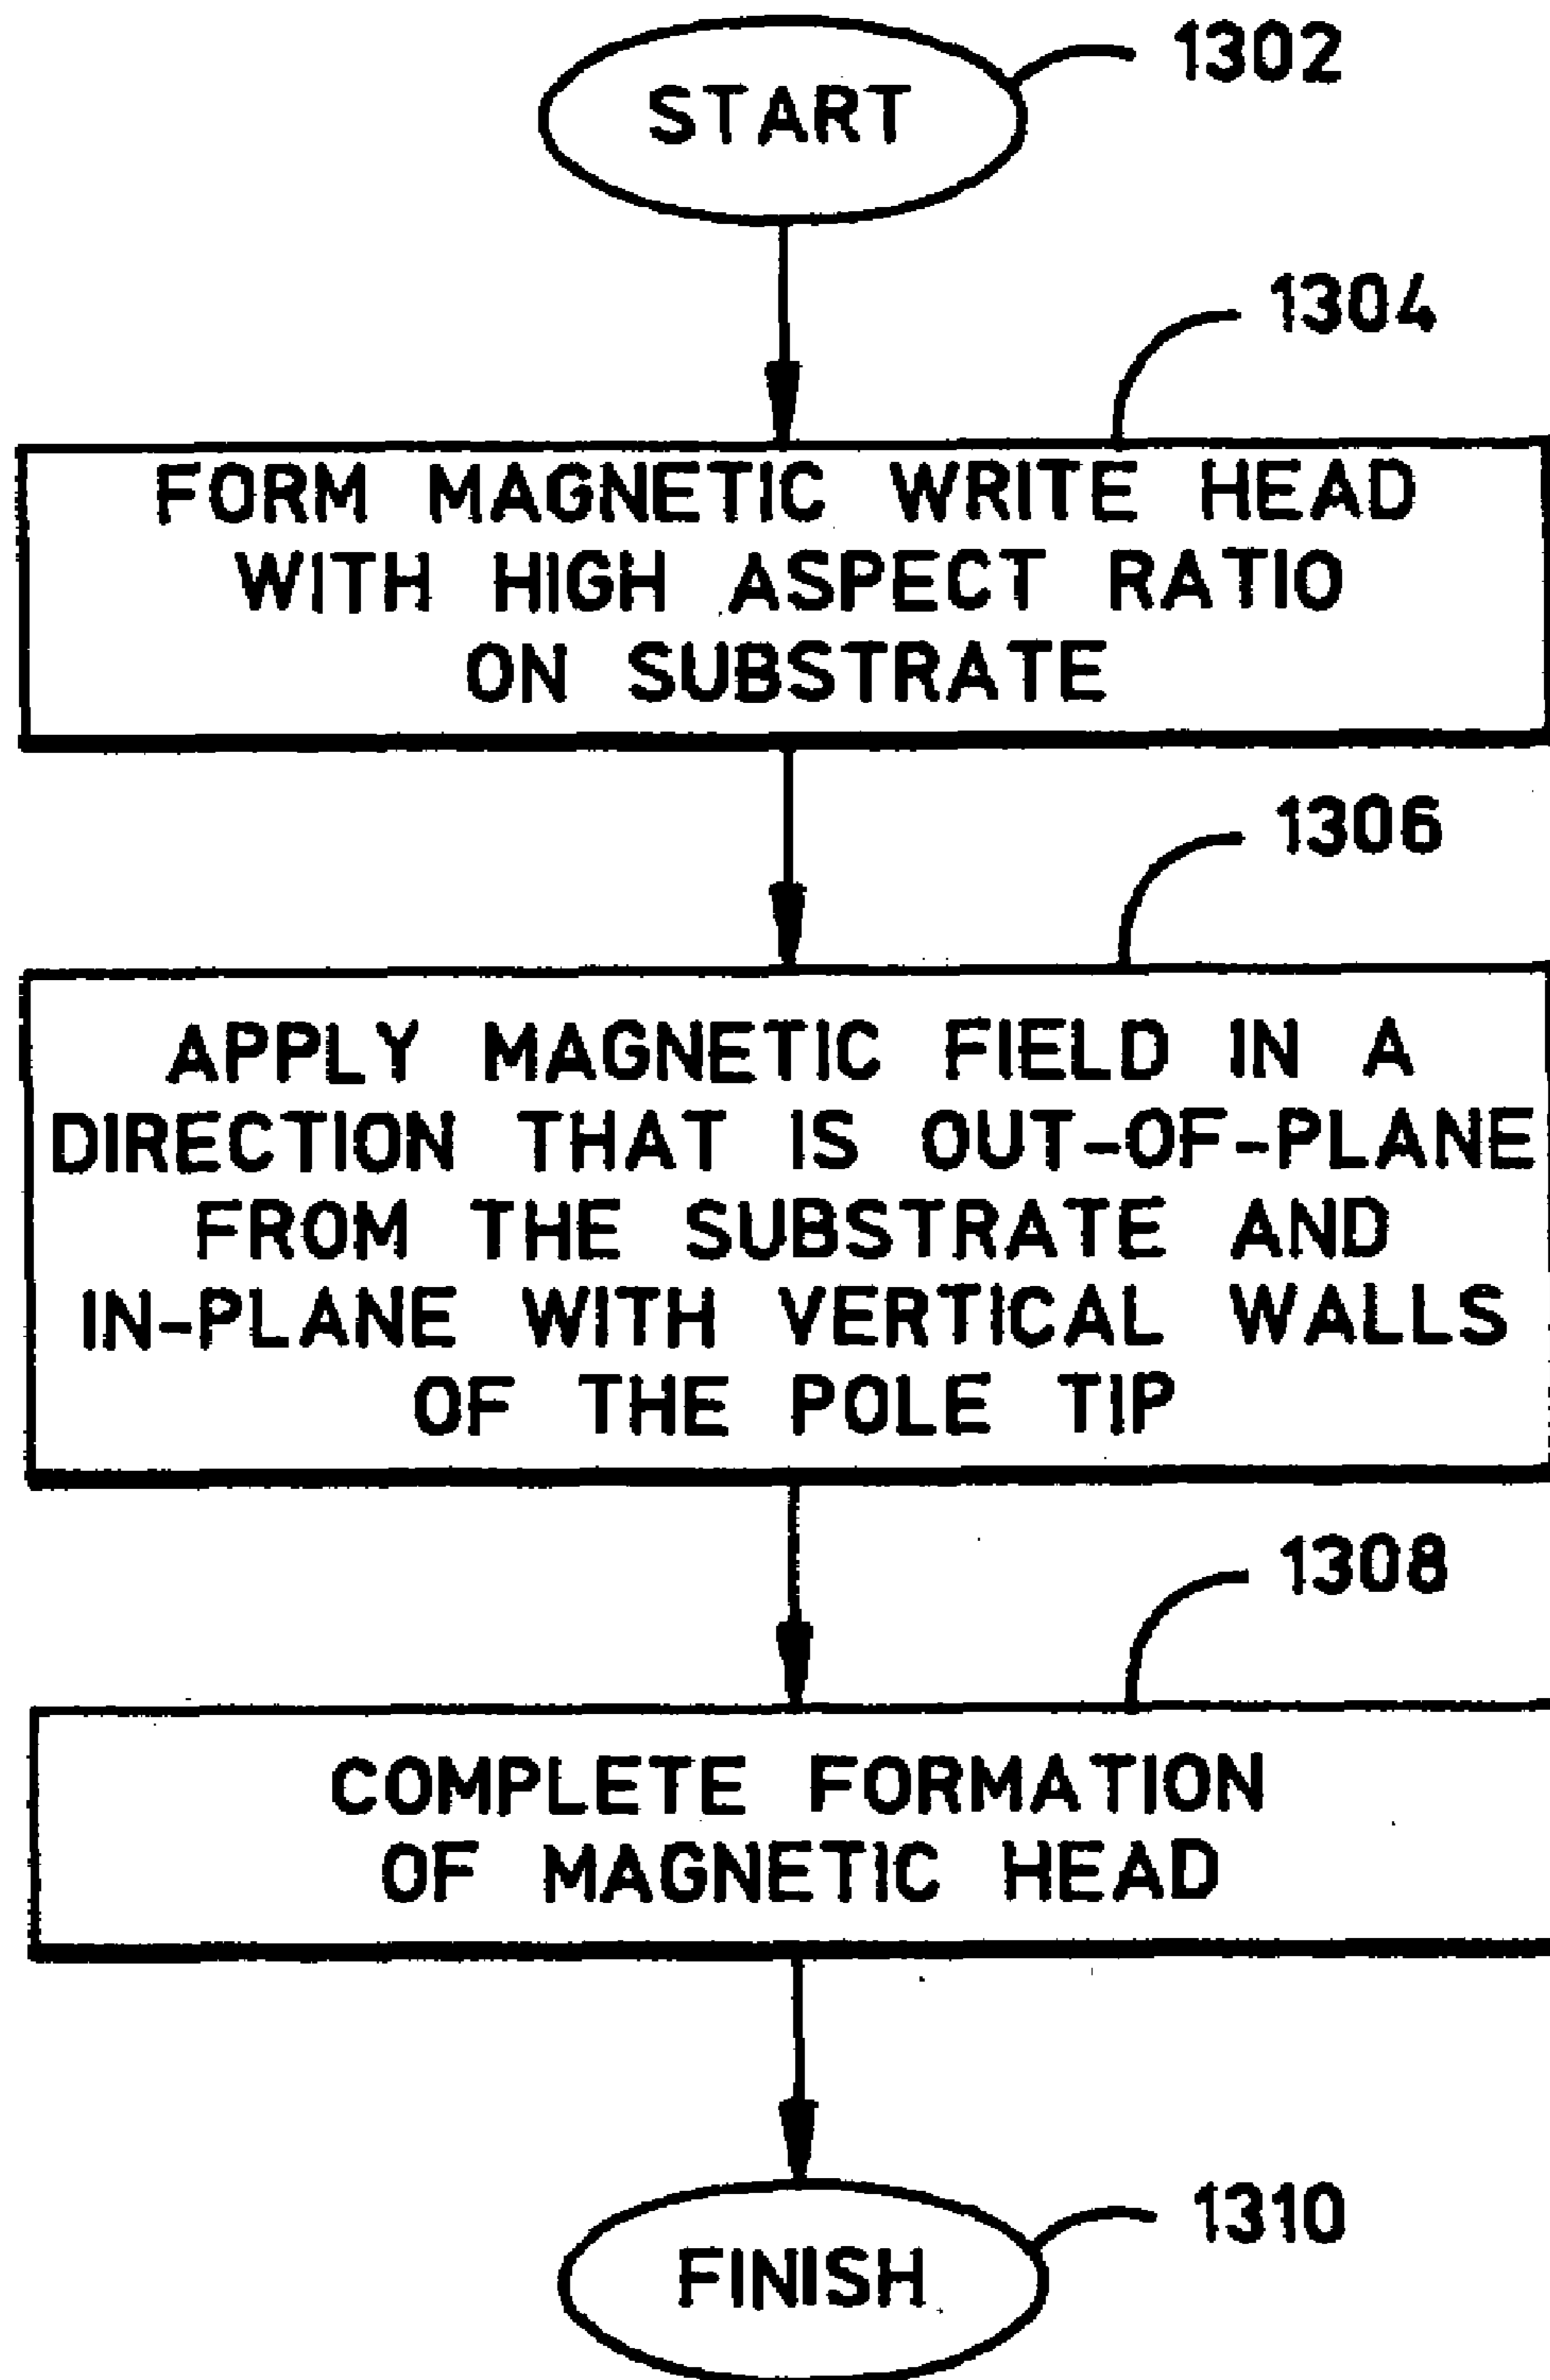 1302
START
1304
FORM MAGNETIC WRITE HEAD
WITH HIGH ASPECT RATIO
ON SUBSTRATE
1306
APPLY MAGNETIC FIELD IN A
DIRECTION THAT IS OUT-OF-PLANE
FROM THE SUBSTRATE AND
IN-PLANE WITH VERTICAL WALLS
OF THE POLE TIP
1308
COMPLETE FORMATION
OF MAGNETIC HEAD
1310
FINISH